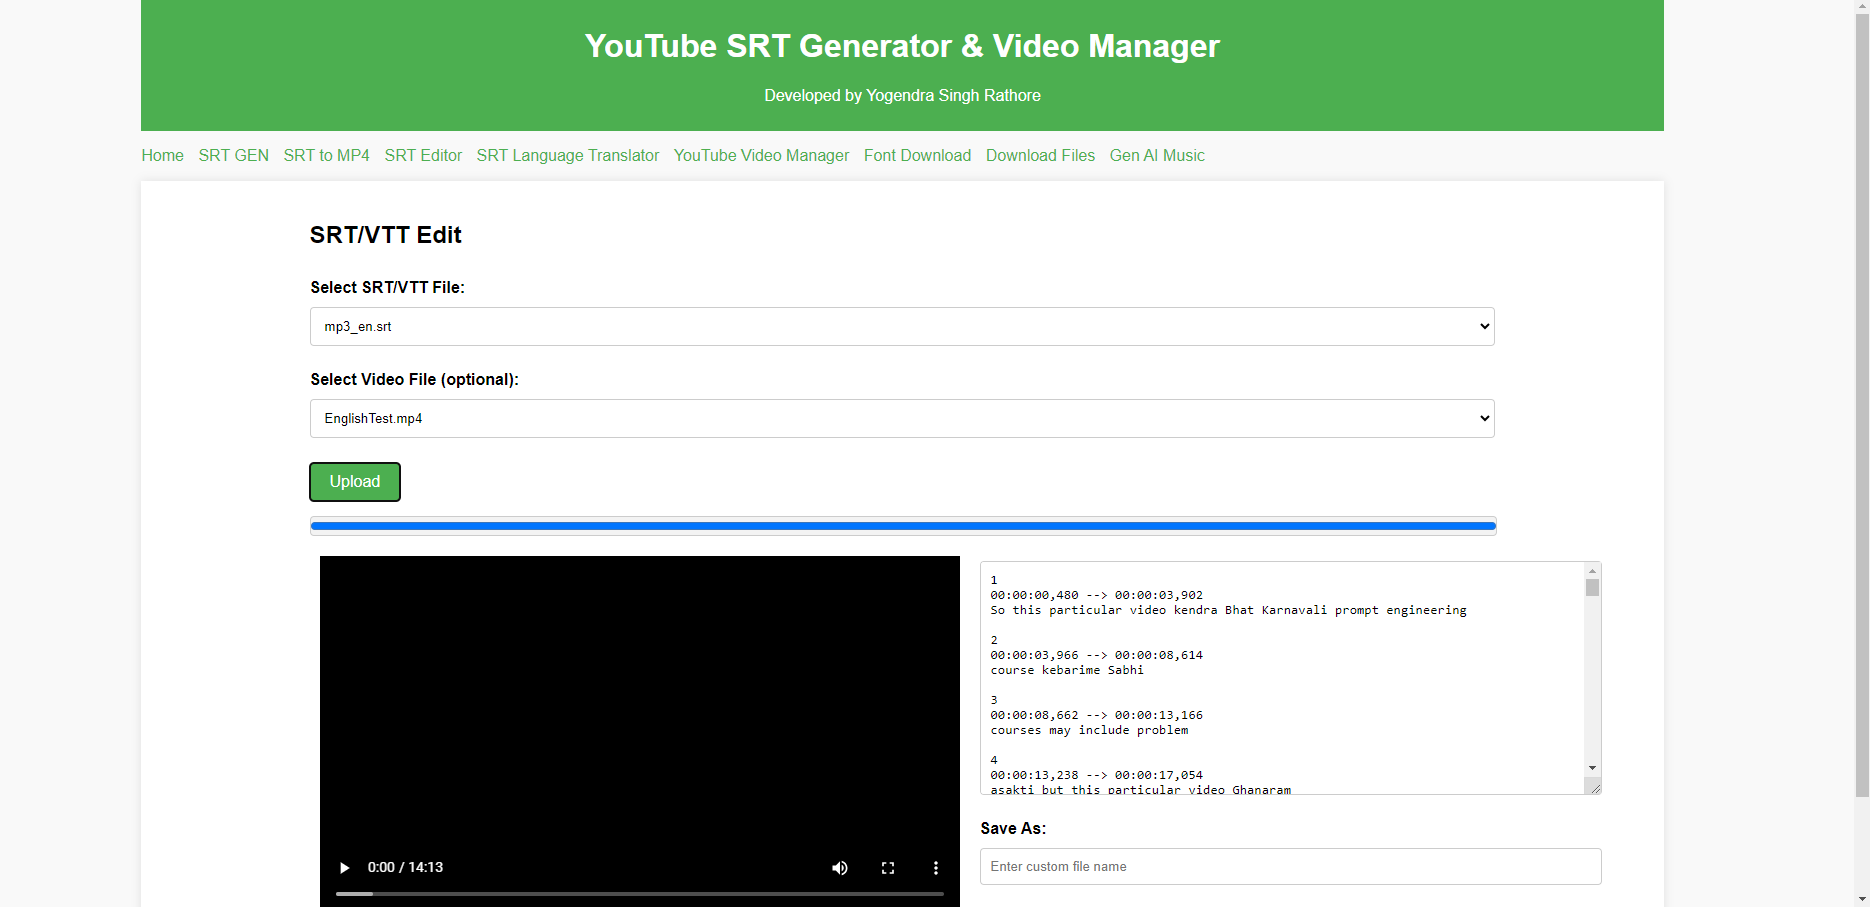 YouTube SRT Generator & Video Manager
Developed by Yogendra Singh Rathore
Home SRT GEN SRT to MP4 SRT Editor SRT Language Translator YouTube Video Manager Font Download Download Files Gen AI Music
SRT/VTT Edit
Select SRT/VTT File:
mp3_en.srt
Select Video File (optional):
EnglishTest.mp4
Upload
0:00 / 14:13
1
00:00:00,480 --> 00:00:03,902
So this particular video kendra Bhat Karnavali prompt engineering
2
00:00:03,966 --> 00:00:08,614
course kebarime Sabhi
3
00:00:08,662 --> 00:00:13,166
courses may include problem
4
00:00:13,238 --> 00:00:17,054
asakti but this particular video Ghanaram
Save As:
Enter custom file name